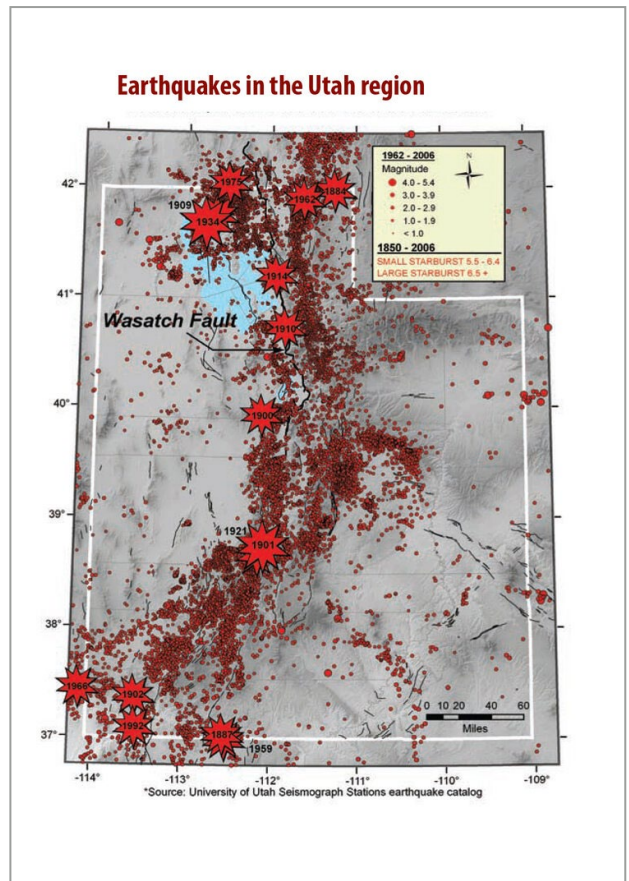 Earthquakes in the Utah region
1962 - 2006
Magnitude
4.0 - 5.4
3.0 - 3.9
2.0 - 2.9
1.0 - 1.9
< 1.0
N
1850 - 2006
SMALL STARBURST 5.5 - 6.4
LARGE STARBURST 6.5 +
42°
1975
1962
1884
1909
1934
1914
41°
Wasatch Fault
1910
40°
1900
39°
1921
1901
38°
1966
1902
1992
1887
1959
37°
0 10 20 40 60
Miles
-114° -113° -112° -111° -110° -109°
*Source: University of Utah Seismograph Stations earthquake catalog